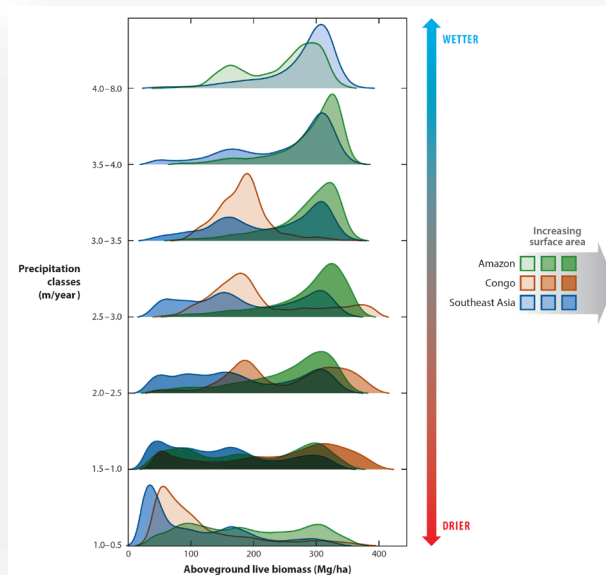 WETTER
4.0–8.0
3.5–4.0
3.0–3.5
Precipitation
classes
(m/year)
2.5–3.0
2.0–2.5
1.5–1.0
1.0–0.5
0
100
200
300
400
Aboveground live biomass (Mg/ha)
DRIER
Increasing
surface area
Amazon
Congo
Southeast Asia